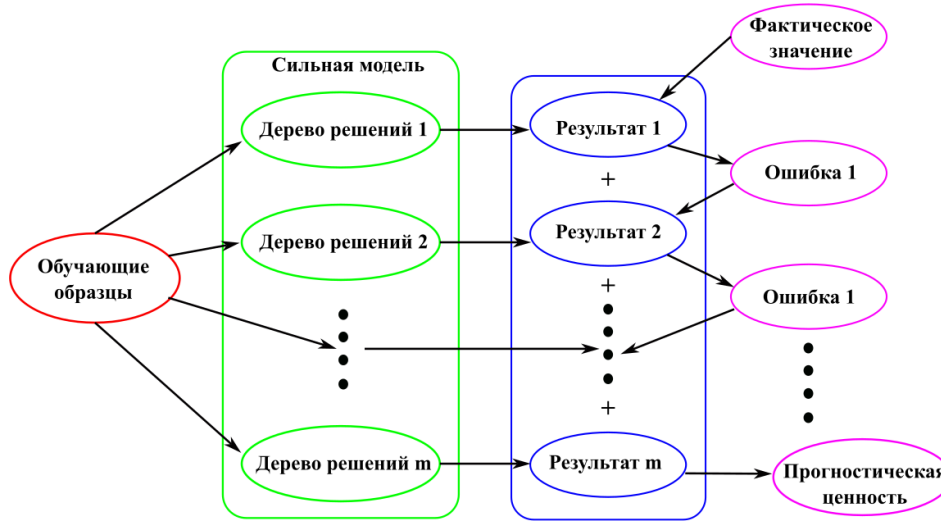 Фактическое
значение
Сильная модель
Дерево решений 1
Результат 1
Ошибка 1
+
Дерево решений 2
Результат 2
Обучающие
образцы
+
Ошибка 1
+
Дерево решений m
Результат m
Прогностическая
ценность